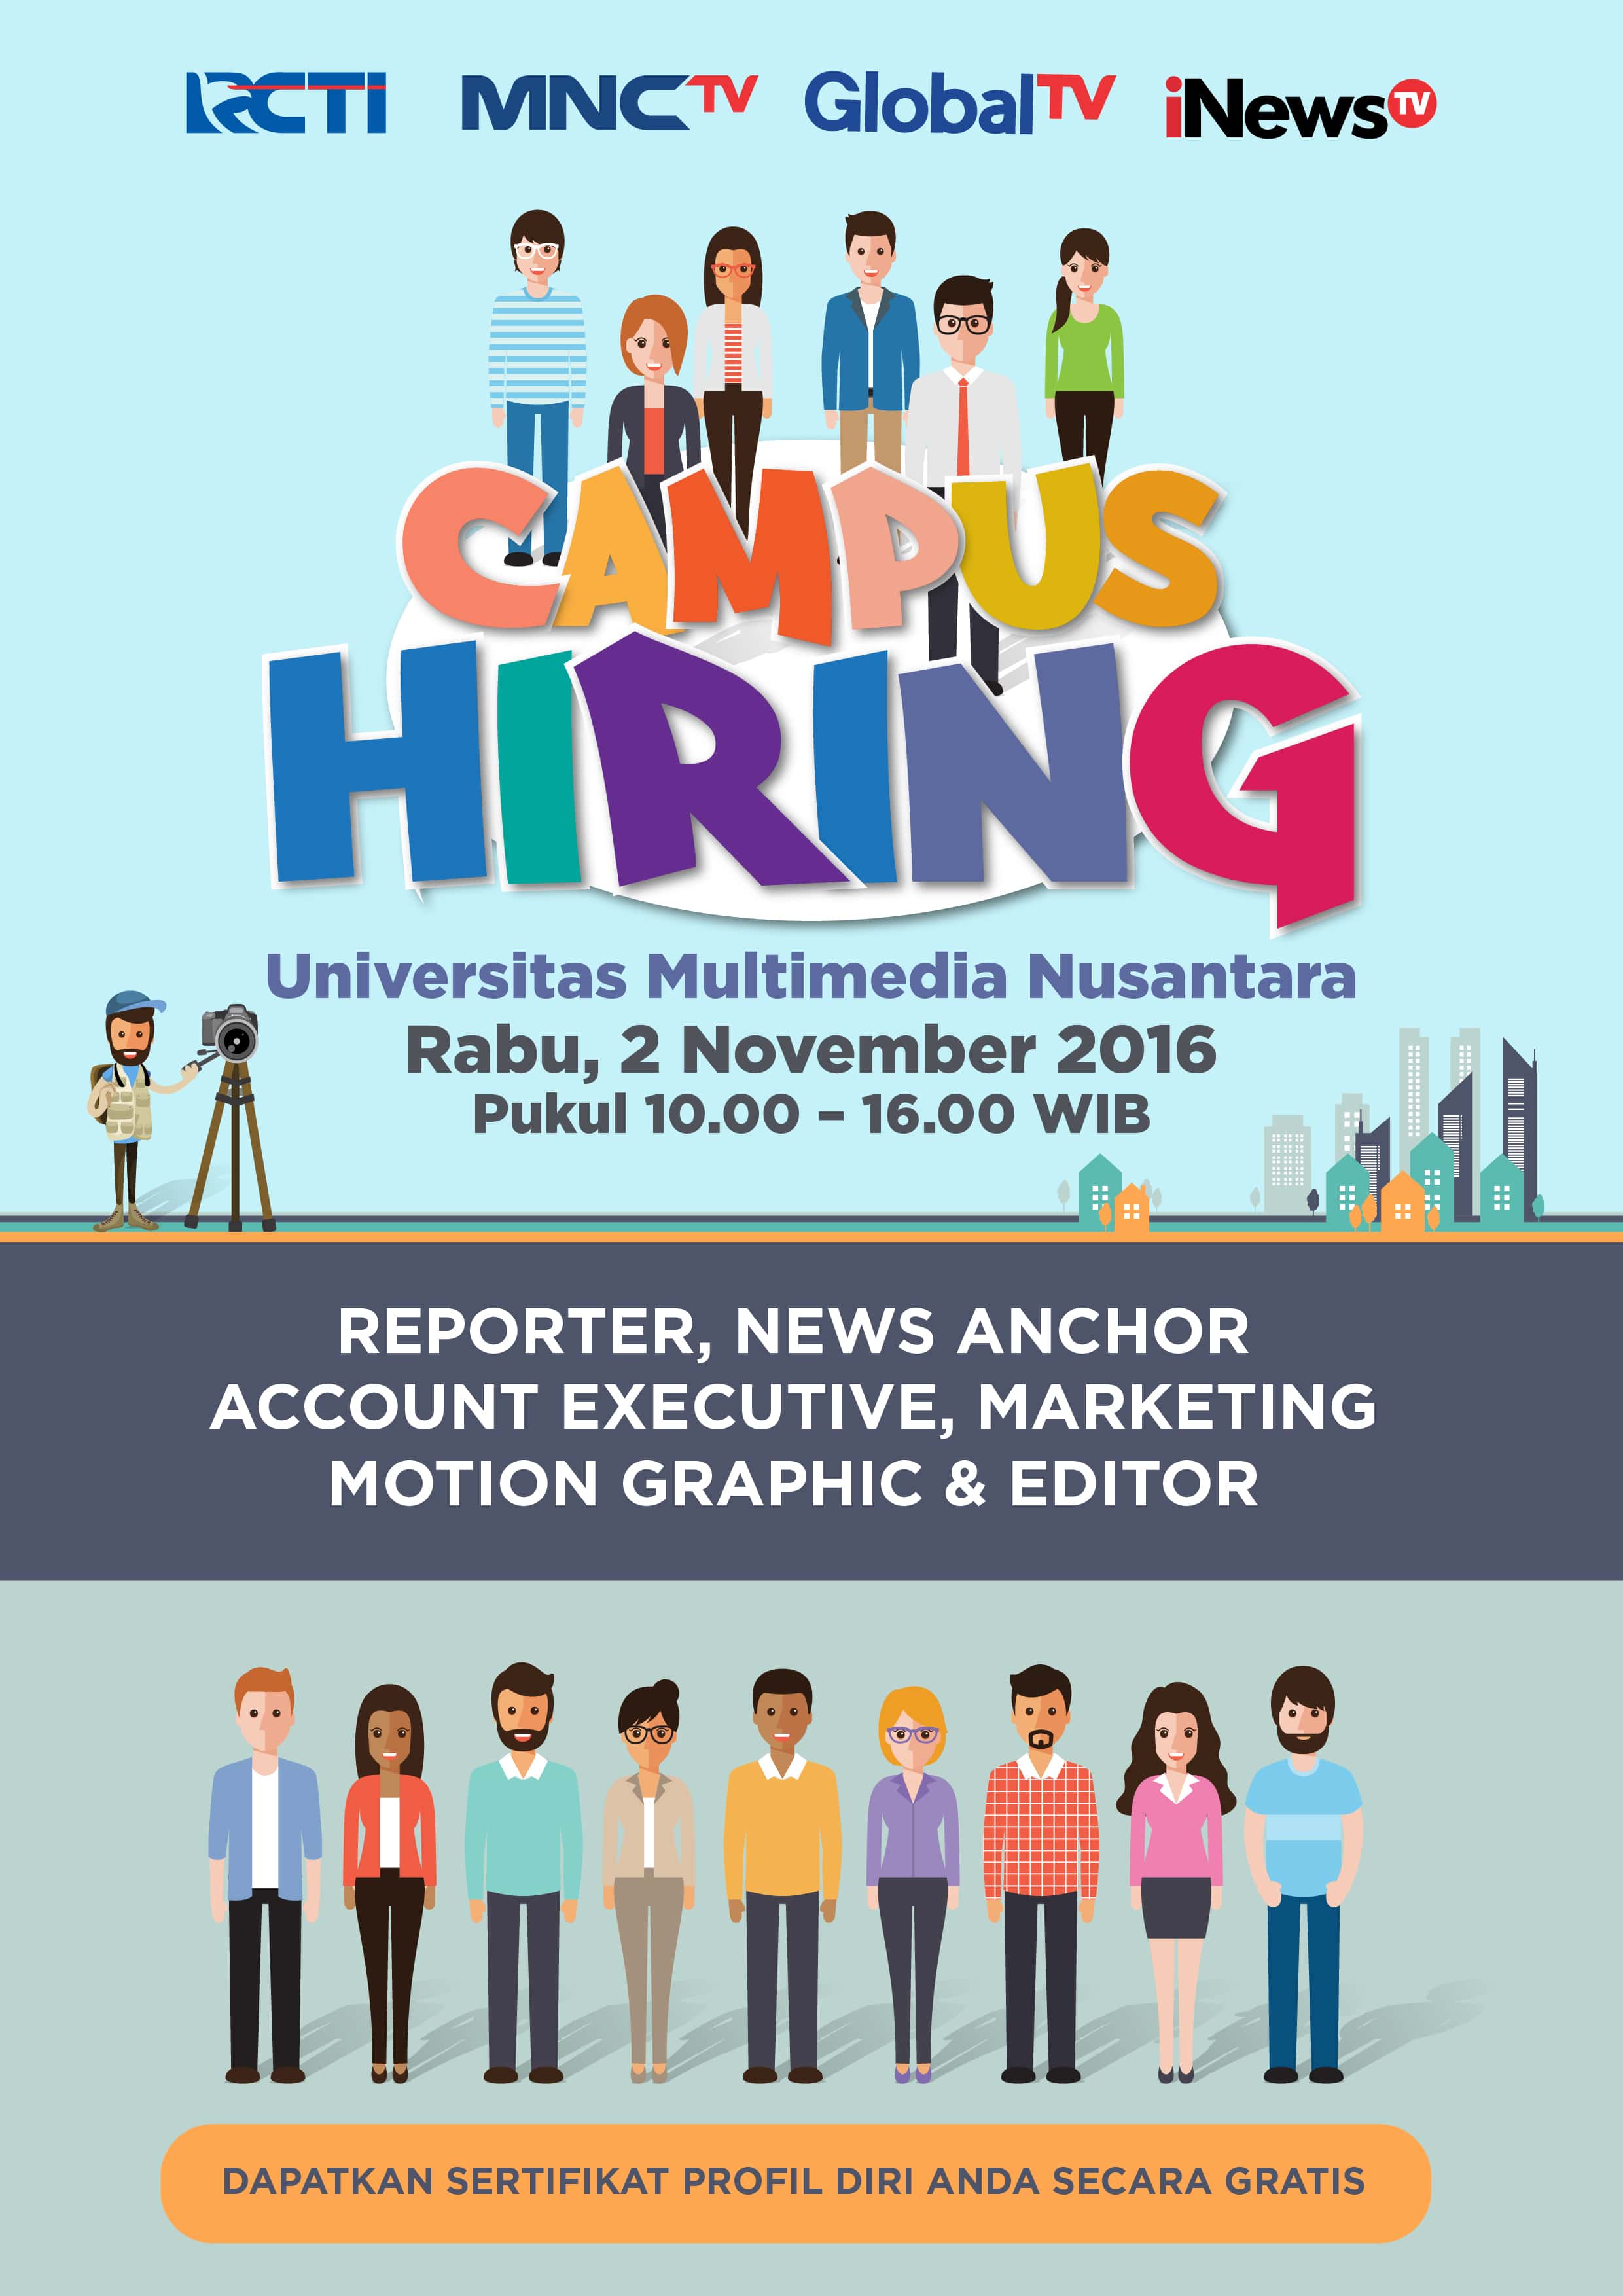 RCTI MNCTV GlobalTV iNewsTV
CAMPUS
HIRING
Universitas Multimedia Nusantara
Rabu, 2 November 2016
Pukul 10.00 – 16.00 WIB
REPORTER, NEWS ANCHOR
ACCOUNT EXECUTIVE, MARKETING
MOTION GRAPHIC & EDITOR
DAPATKAN SERTIFIKAT PROFIL DIRI ANDA SECARA GRATIS